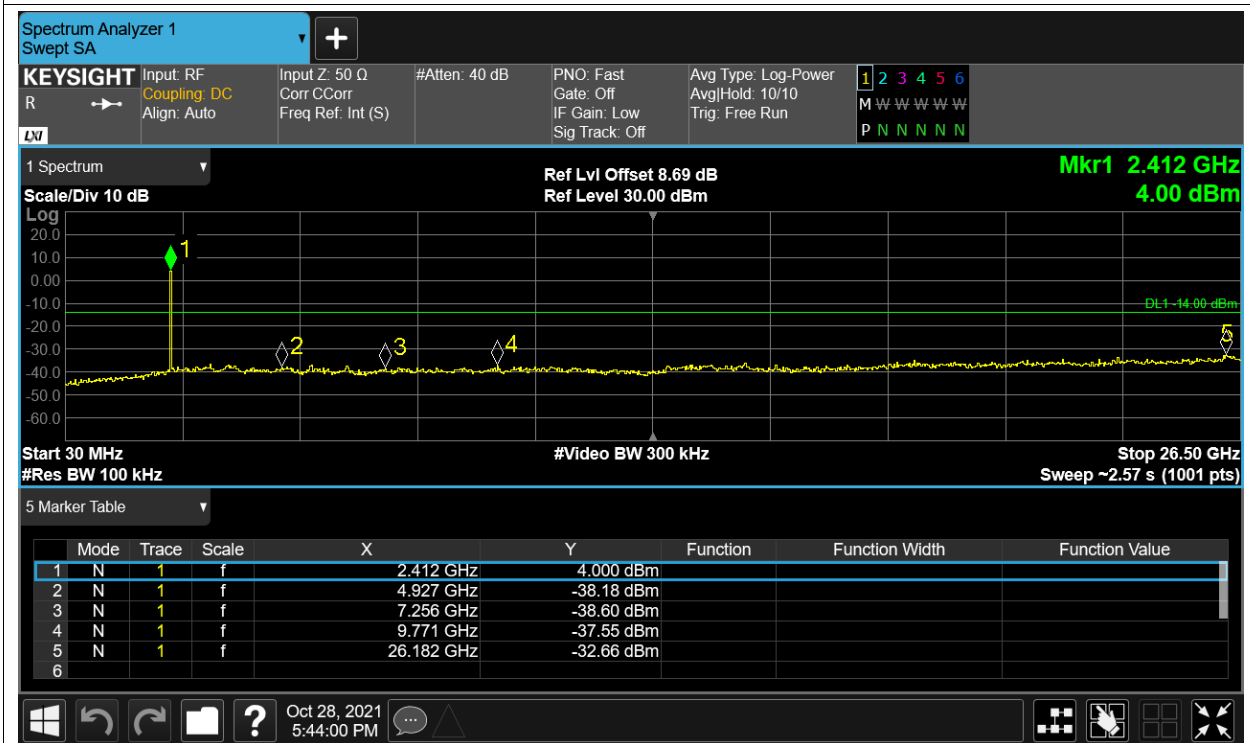 Spectrum Analyzer 1
Swept SA
KEYSIGHT
R
LXI
Input: RF
Coupling: DC
Align: Auto
Input Z: 50 Ω
Corr CCorr
Freq Ref: Int (S)
#Atten: 40 dB
PNO: Fast
Gate: Off
IF Gain: Low
Sig Track: Off
Avg Type: Log-Power
Avg|Hold: 10/10
Trig: Free Run
1 2 3 4 5 6
M W W W W W
P N N N N N
1 Spectrum
Scale/Div 10 dB
Ref Lvl Offset 8.69 dB
Ref Level 30.00 dBm
Mkr1 2.412 GHz
4.00 dBm
Log
20.0
10.0
0.00
-10.0
-20.0
-30.0
-40.0
-50.0
-60.0
1
2
3
4
5
DL1 -14.00 dBm
Start 30 MHz
#Res BW 100 kHz
#Video BW 300 kHz
Stop 26.50 GHz
Sweep ~2.57 s (1001 pts)
5 Marker Table
Mode Trace Scale X Y Function Function Width Function Value
1 N 1 f 2.412 GHz 4.000 dBm
2 N 1 f 4.927 GHz -38.18 dBm
3 N 1 f 7.256 GHz -38.60 dBm
4 N 1 f 9.771 GHz -37.55 dBm
5 N 1 f 26.182 GHz -32.66 dBm
6
?
Oct 28, 2021
5:44:00 PM